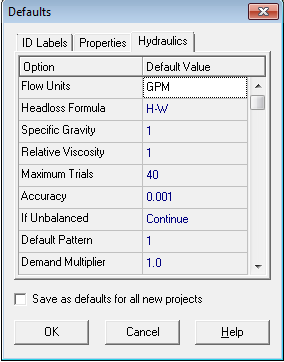 Defaults
ID Labels Properties Hydraulics
Option Default Value
Flow Units GPM
Headloss Formula H-W
Specific Gravity 1
Relative Viscosity 1
Maximum Trials 40
Accuracy 0.001
If Unbalanced Continue
Default Pattern 1
Demand Multiplier 1.0
Save as defaults for all new projects
OK Cancel Help